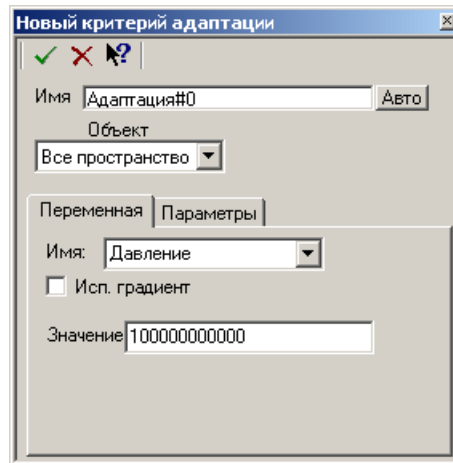 Новый критерий адаптации
Имя Адаптация#0 Авто
Объект
Все пространство
Переменная Параметры
Имя: Давление
Исп. градиент
Значение 100000000000